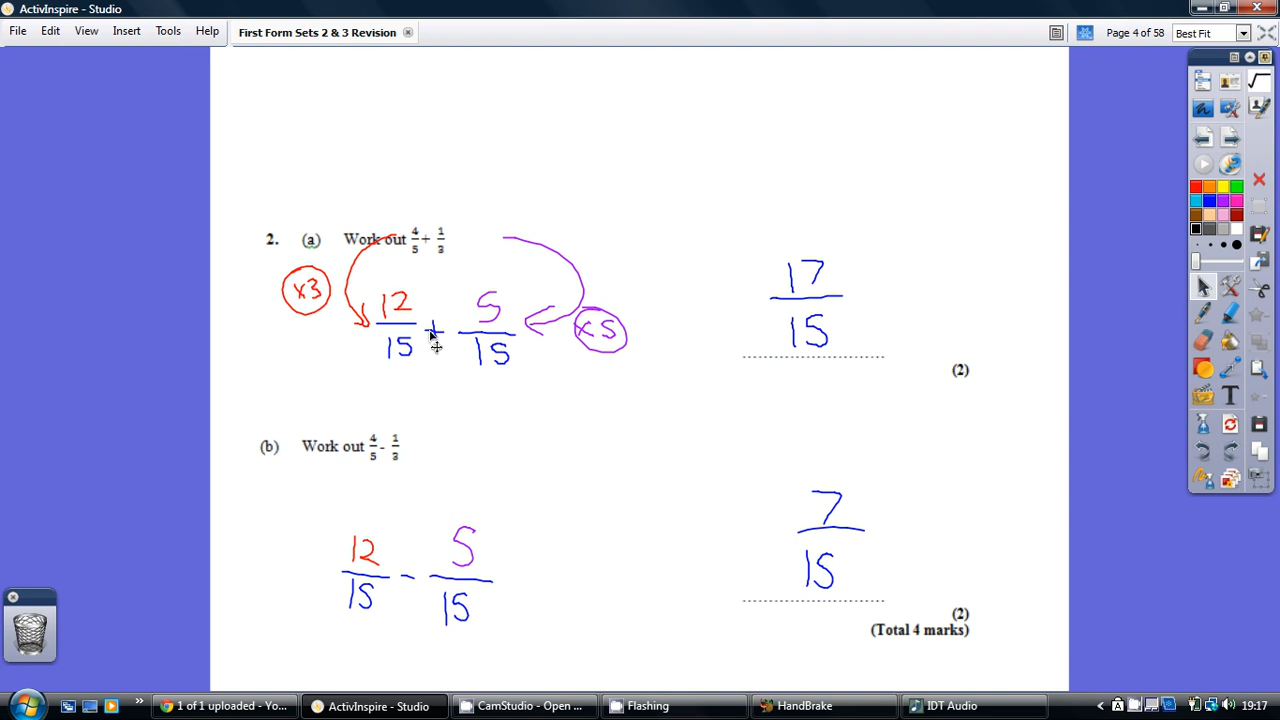 ActivInspire - Studio
File Edit View Insert Tools Help
First Form Sets 2 & 3 Revision
Page 4 of 58
Best Fit
2. (a) Work out 4/5 + 1/3
x3
12/15 + 5/15
x5
17/15
(2)
(b) Work out 4/5 - 1/3
12/15 - 5/15
7/15
(2)
(Total 4 marks)
1 of 1 uploaded - Yo...
ActivInspire - Studio
CamStudio - Open ...
Flashing
HandBrake
IDT Audio
19:17